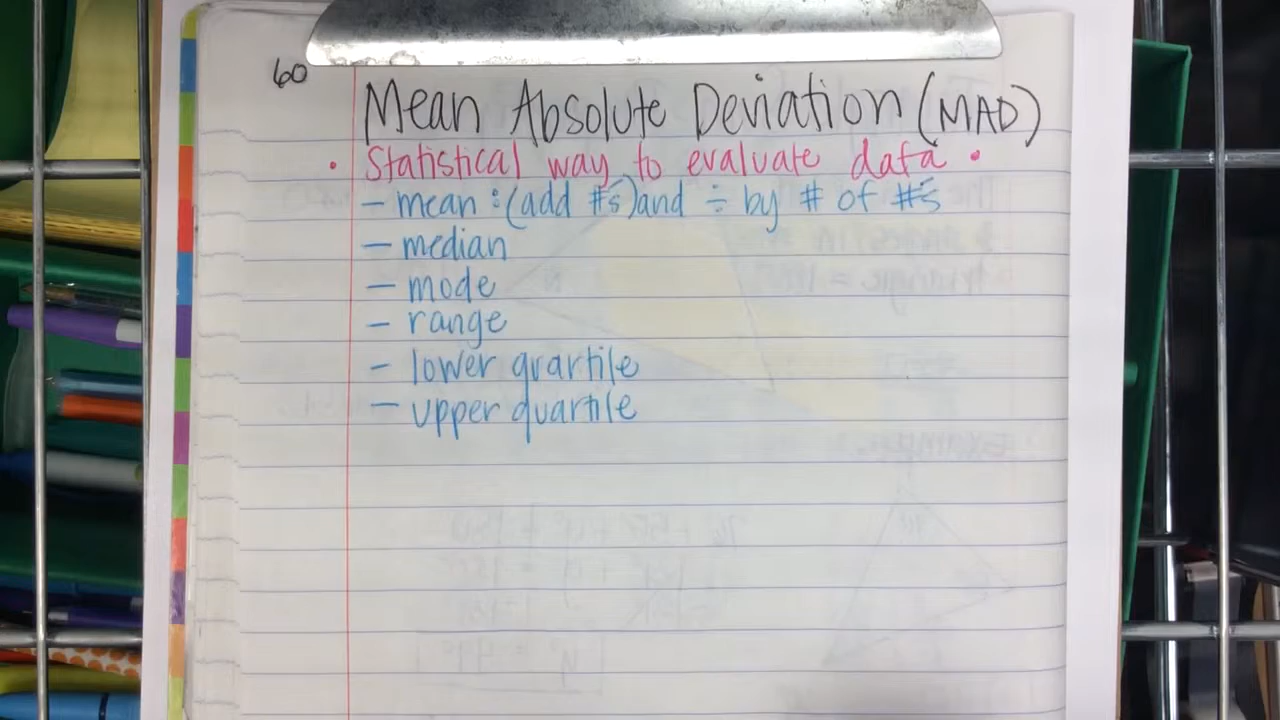 60
Mean Absolute Deviation (MAD)
• Statistical way to evaluate data •
- mean : (add #s) and ÷ by # of #s
- median
- mode
- range
- lower quartile
- upper quartile